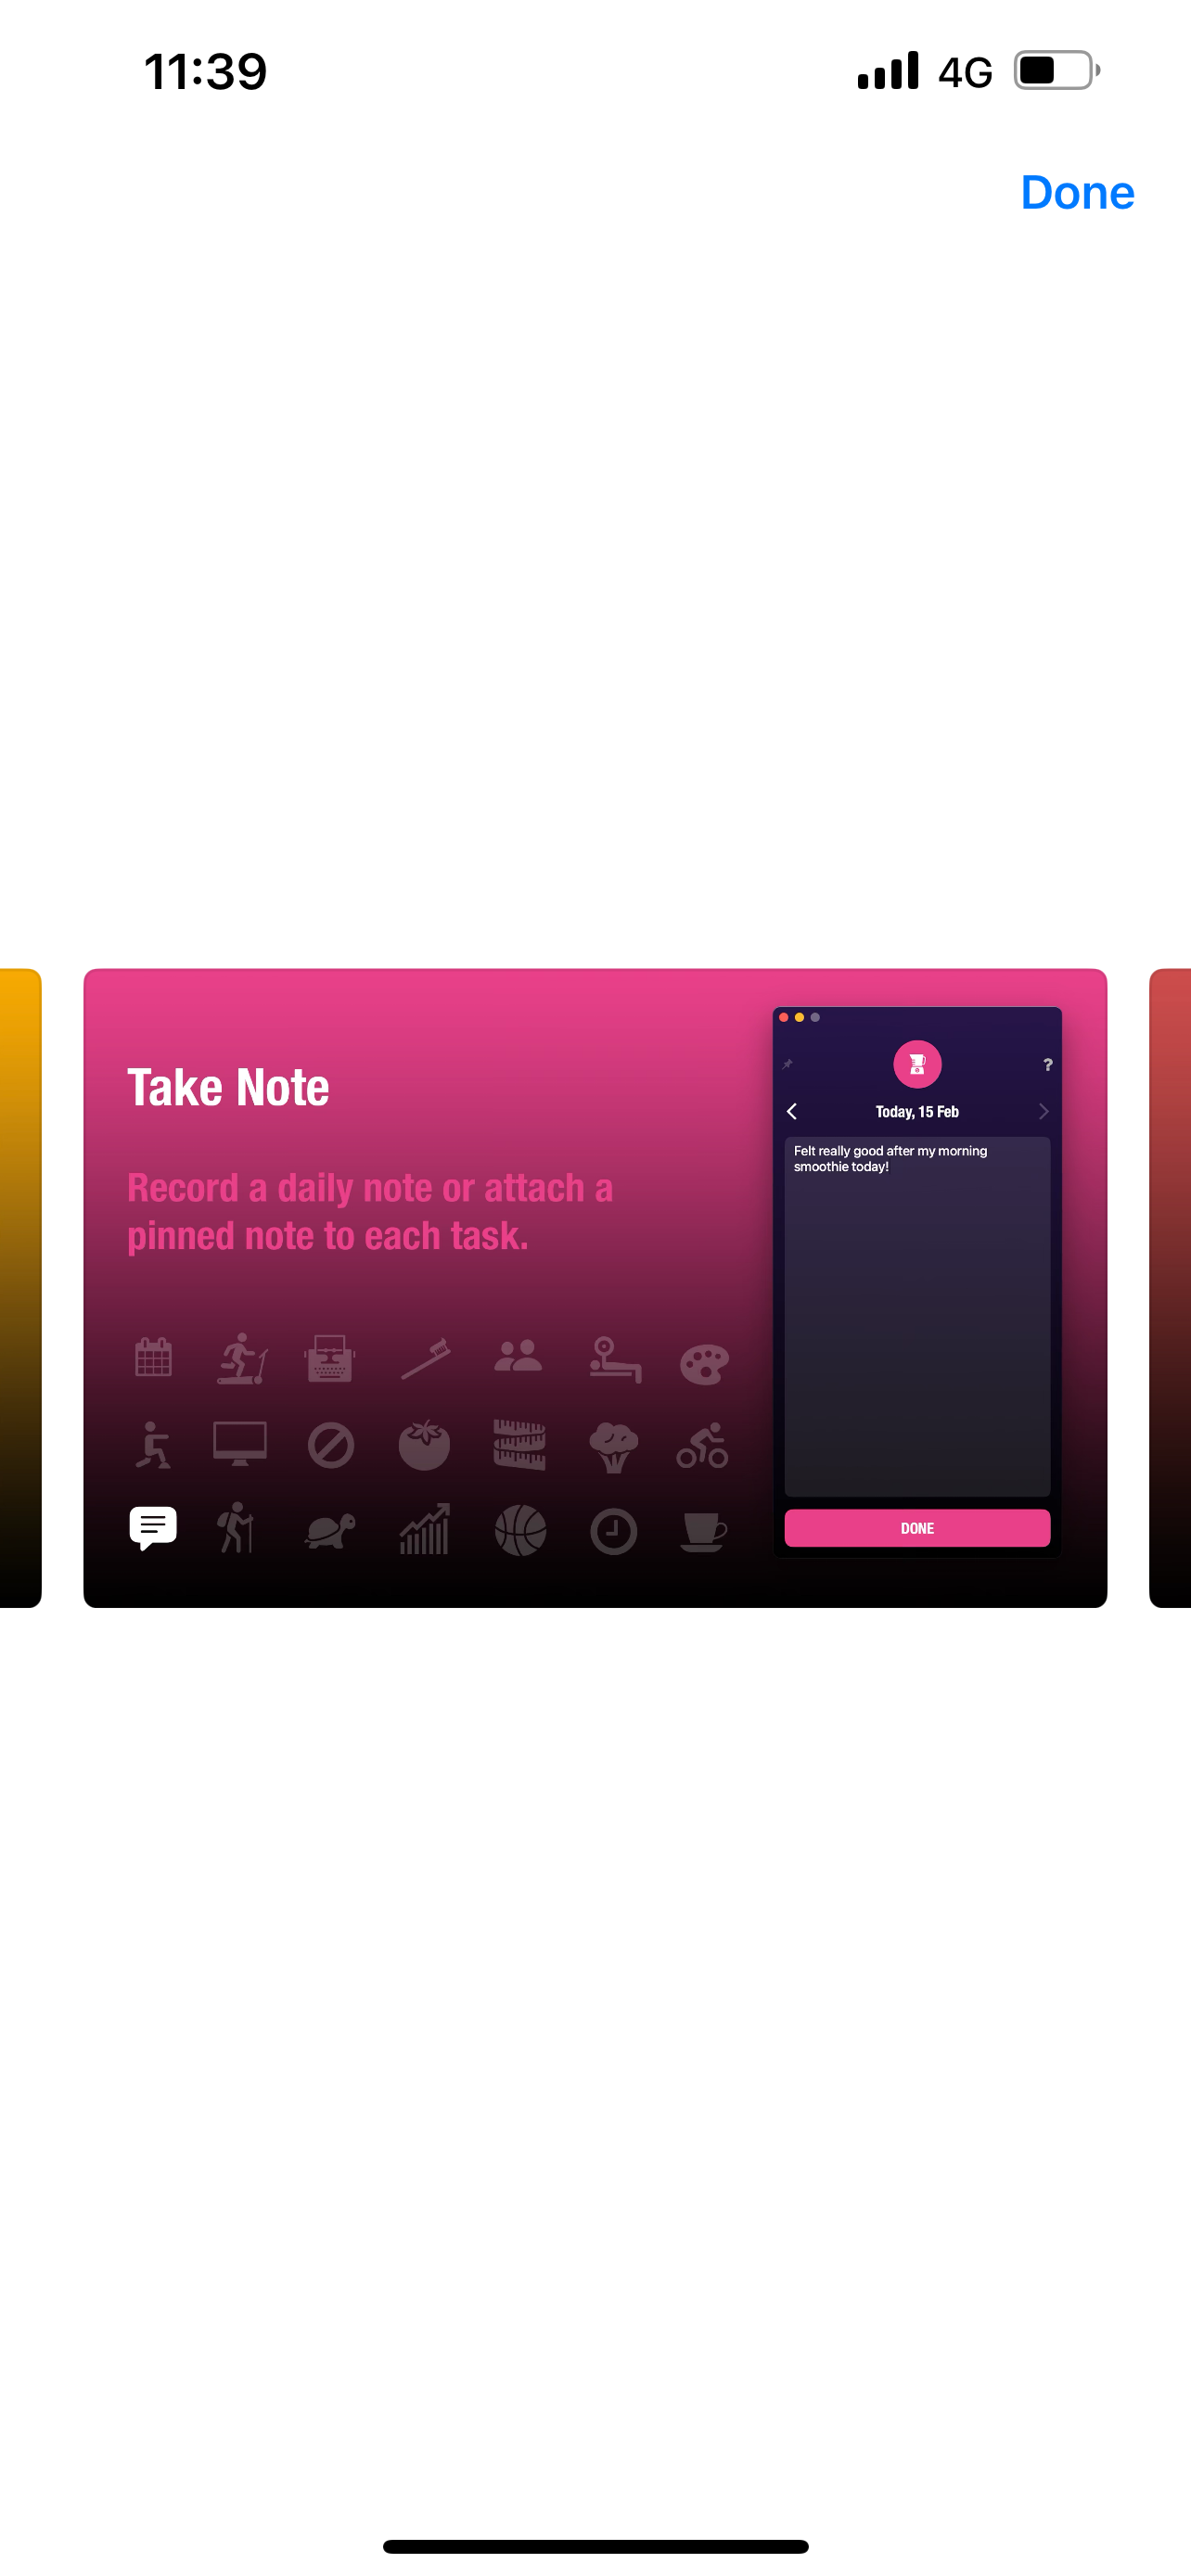 11:39
4G
Done
Take Note
Record a daily note or attach a
pinned note to each task.
?
Today, 15 Feb
Felt really good after my morning
smoothie today!
DONE